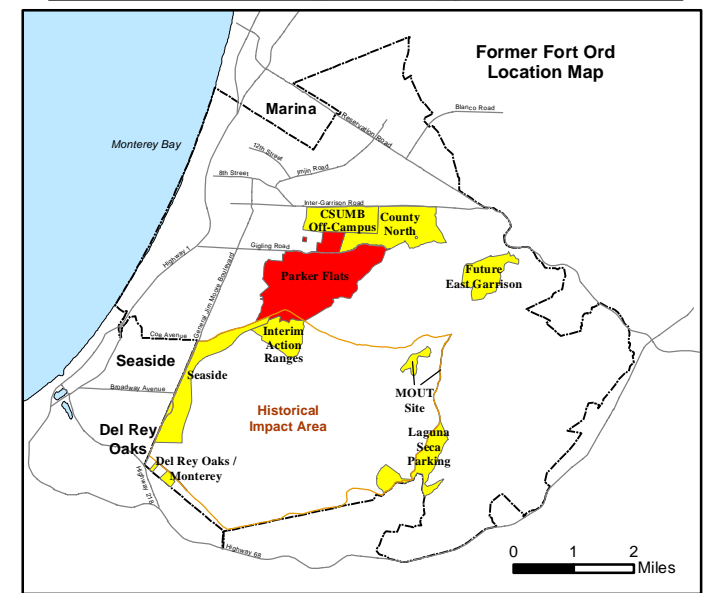 Former Fort Ord
Location Map
Marina
Blanco Road
Reservation Road
Monterey Bay
12th Street
Imjin Road
8th Street
Inter-Garrison Road
CSUMB
Off-Campus
County
North
Gigling Road
Highway 1
Parker Flats
Future
East Garrison
General Jim Moore Boulevard
Coe Avenue
Interim
Action
Ranges
Seaside
Seaside
Broadway Avenue
MOUT
Site
Historical
Impact Area
Del Rey
Oaks
Laguna
Seca
Parking
Del Rey Oaks /
Monterey
Highway 218
Highway 68
0 1 2
Miles